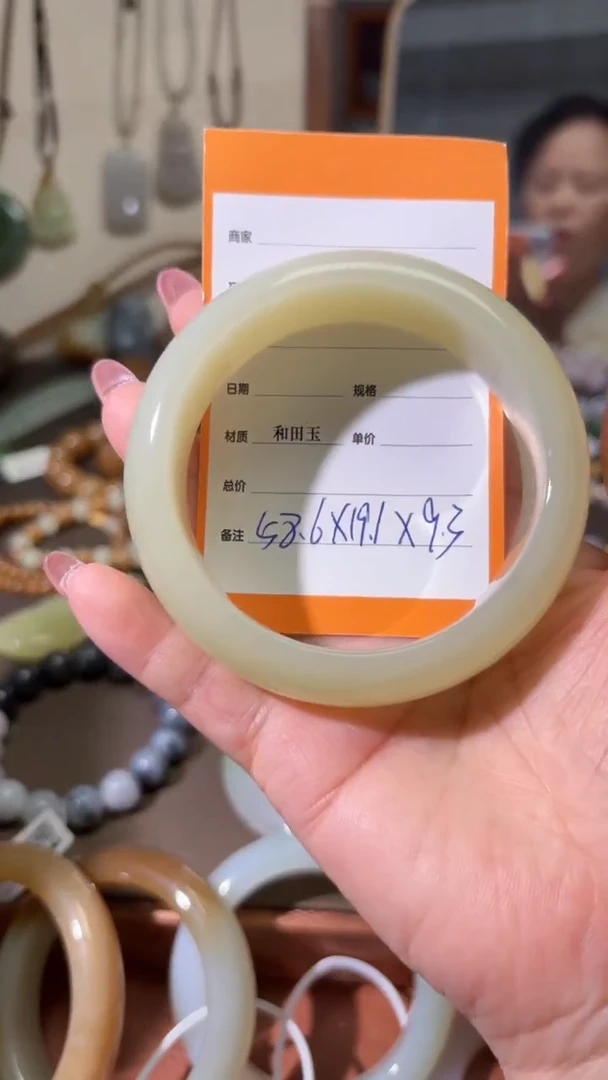 商家
日期 规格
材质 和田玉 单价
总价
备注 58.6X19.1X9.3